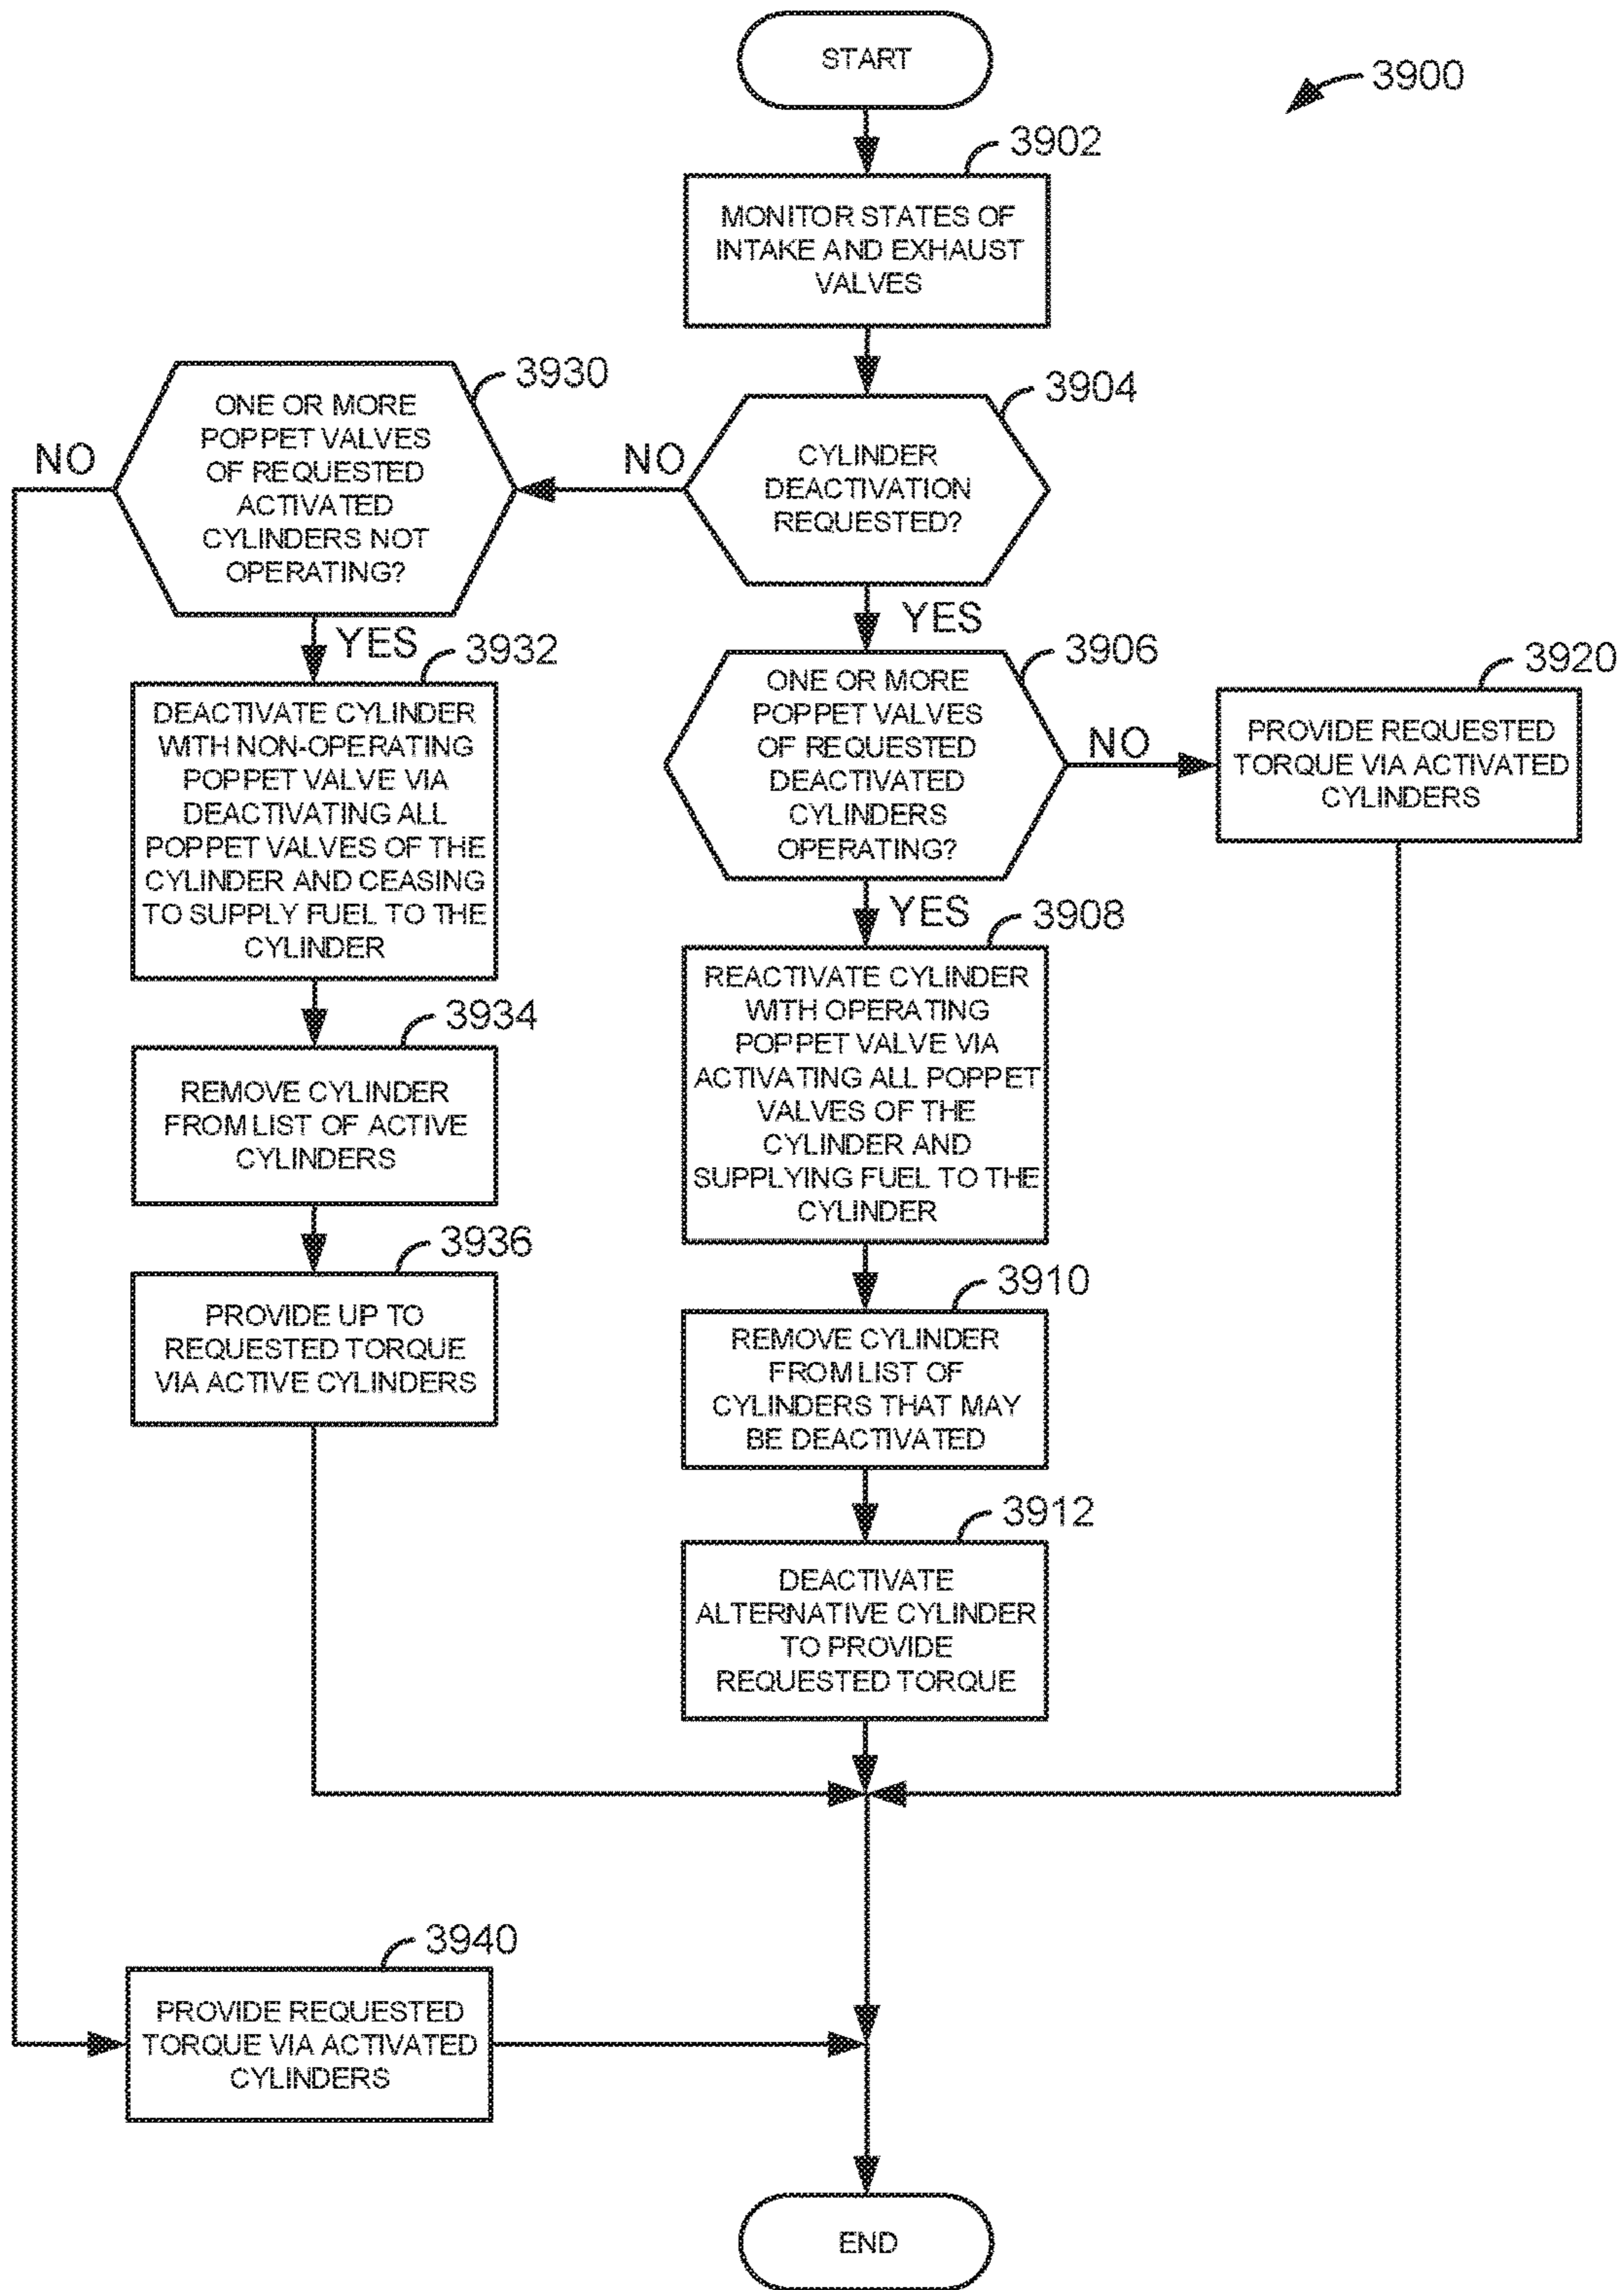 START
3900
3902
MONITOR STATES OF
INTAKE AND EXHAUST
VALVES
3904
CYLINDER
DEACTIVATION
REQUESTED?
NO
YES
3930
ONE OR MORE
POPPET VALVES
OF REQUESTED
ACTIVATED
CYLINDERS NOT
OPERATING?
NO
YES
3932
DEACTIVATE CYLINDER
WITH NON-OPERATING
POPPET VALVE VIA
DEACTIVATING ALL
POPPET VALVES OF THE
CYLINDER AND CEASING
TO SUPPLY FUEL TO THE
CYLINDER
3934
REMOVE CYLINDER
FROM LIST OF ACTIVE
CYLINDERS
3936
PROVIDE UP TO
REQUESTED TORQUE
VIA ACTIVE CYLINDERS
3906
ONE OR MORE
POPPET VALVES
OF REQUESTED
DEACTIVATED
CYLINDERS
OPERATING?
NO
YES
3920
PROVIDE REQUESTED
TORQUE VIA ACTIVATED
CYLINDERS
3908
REACTIVATE CYLINDER
WITH OPERATING
POPPET VALVE VIA
ACTIVATING ALL POPPET
VALVES OF THE
CYLINDER AND
SUPPLYING FUEL TO THE
CYLINDER
3910
REMOVE CYLINDER
FROM LIST OF
CYLINDERS THAT MAY
BE DEACTIVATED
3912
DEACTIVATE
ALTERNATIVE CYLINDER
TO PROVIDE
REQUESTED TORQUE
3940
PROVIDE REQUESTED
TORQUE VIA ACTIVATED
CYLINDERS
END